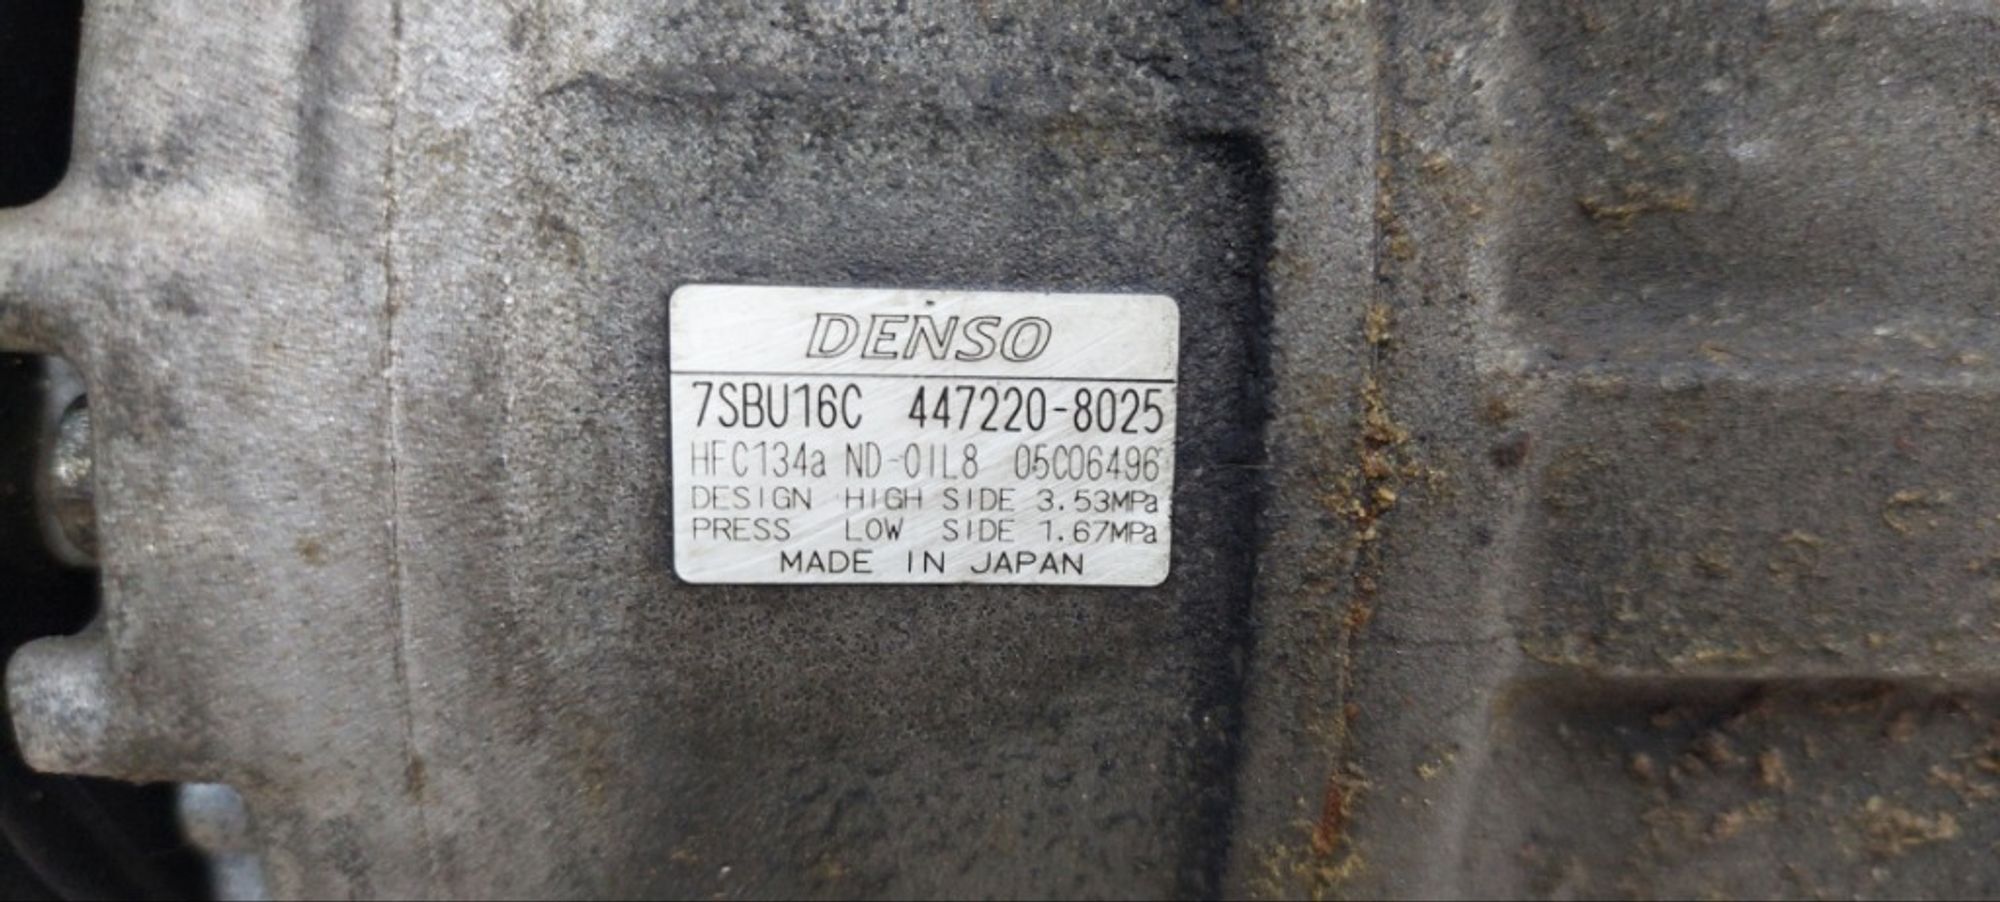 DENSO
7SBU16C 447220-8025
HFC134a ND-OIL8 05C06496
DESIGN HIGH SIDE 3.53MPa
PRESS LOW SIDE 1.67MPa
MADE IN JAPAN